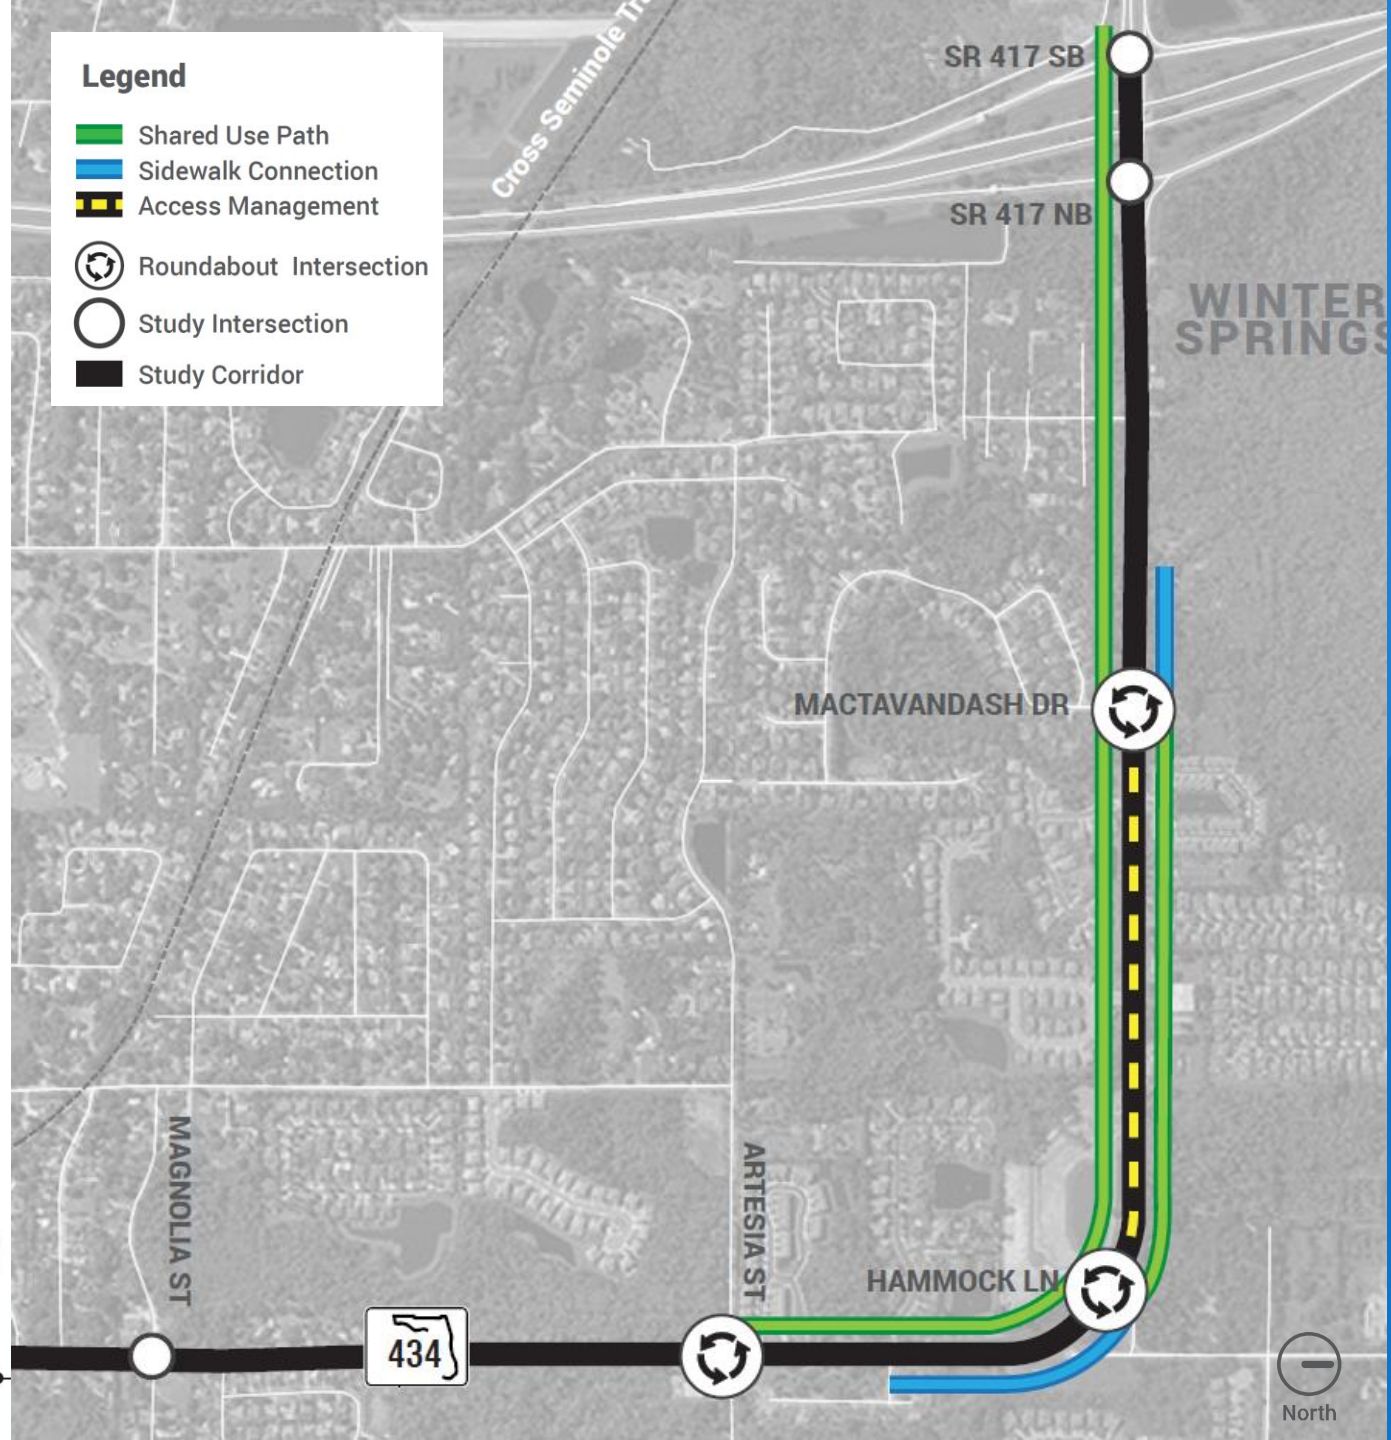 Legend
Shared Use Path
Sidewalk Connection
Access Management
Roundabout Intersection
Study Intersection
Study Corridor
SR 417 SB
SR 417 NB
WINTER
SPRINGS
MACTAVANDASH DR
MAGNOLIA ST
ARTESIA ST
HAMMOCK LN
434
North
Cross Seminole